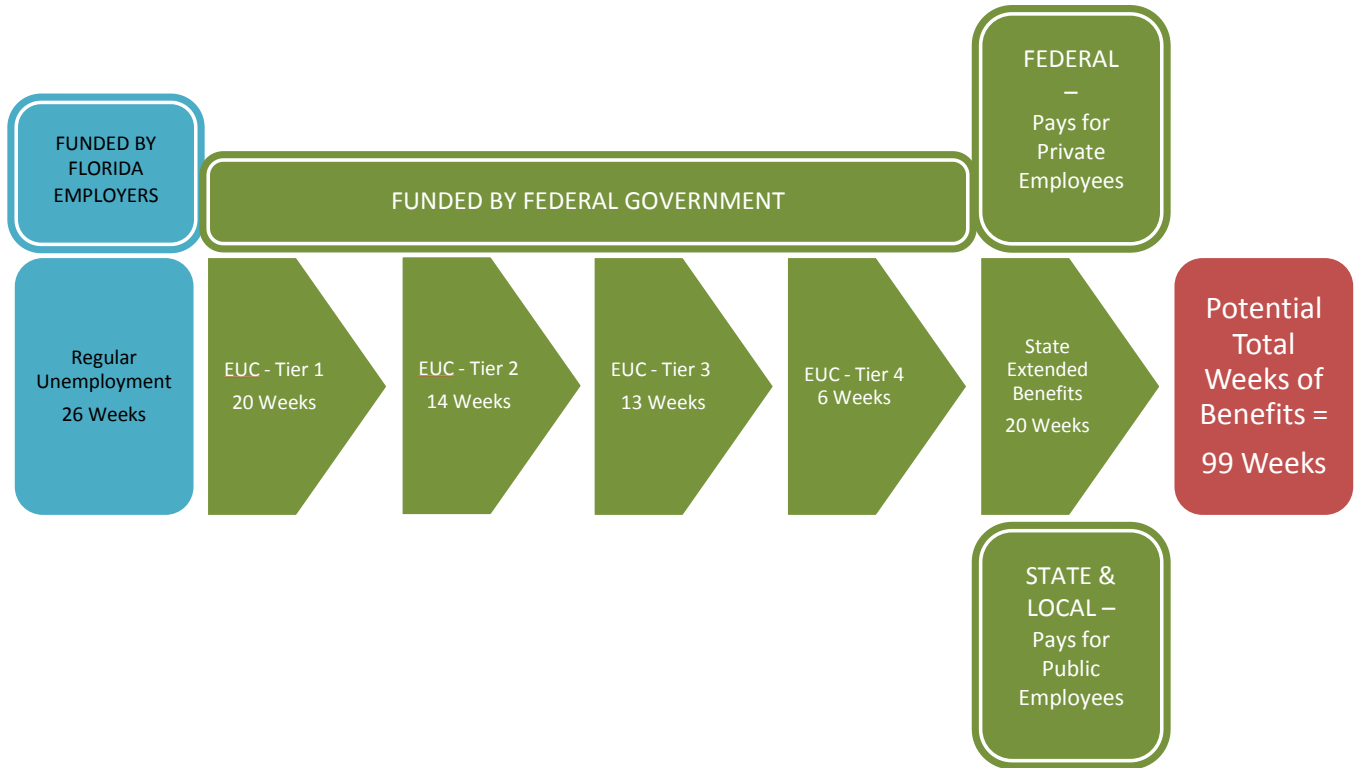 FUNDED BY
FLORIDA
EMPLOYERS
FUNDED BY FEDERAL GOVERNMENT
FEDERAL
–
Pays for
Private
Employees
Regular
Unemployment
26 Weeks
EUC - Tier 1
20 Weeks
EUC - Tier 2
14 Weeks
EUC - Tier 3
13 Weeks
EUC - Tier 4
6 Weeks
State
Extended
Benefits
20 Weeks
Potential
Total
Weeks of
Benefits =
99 Weeks
STATE &
LOCAL –
Pays for
Public
Employees